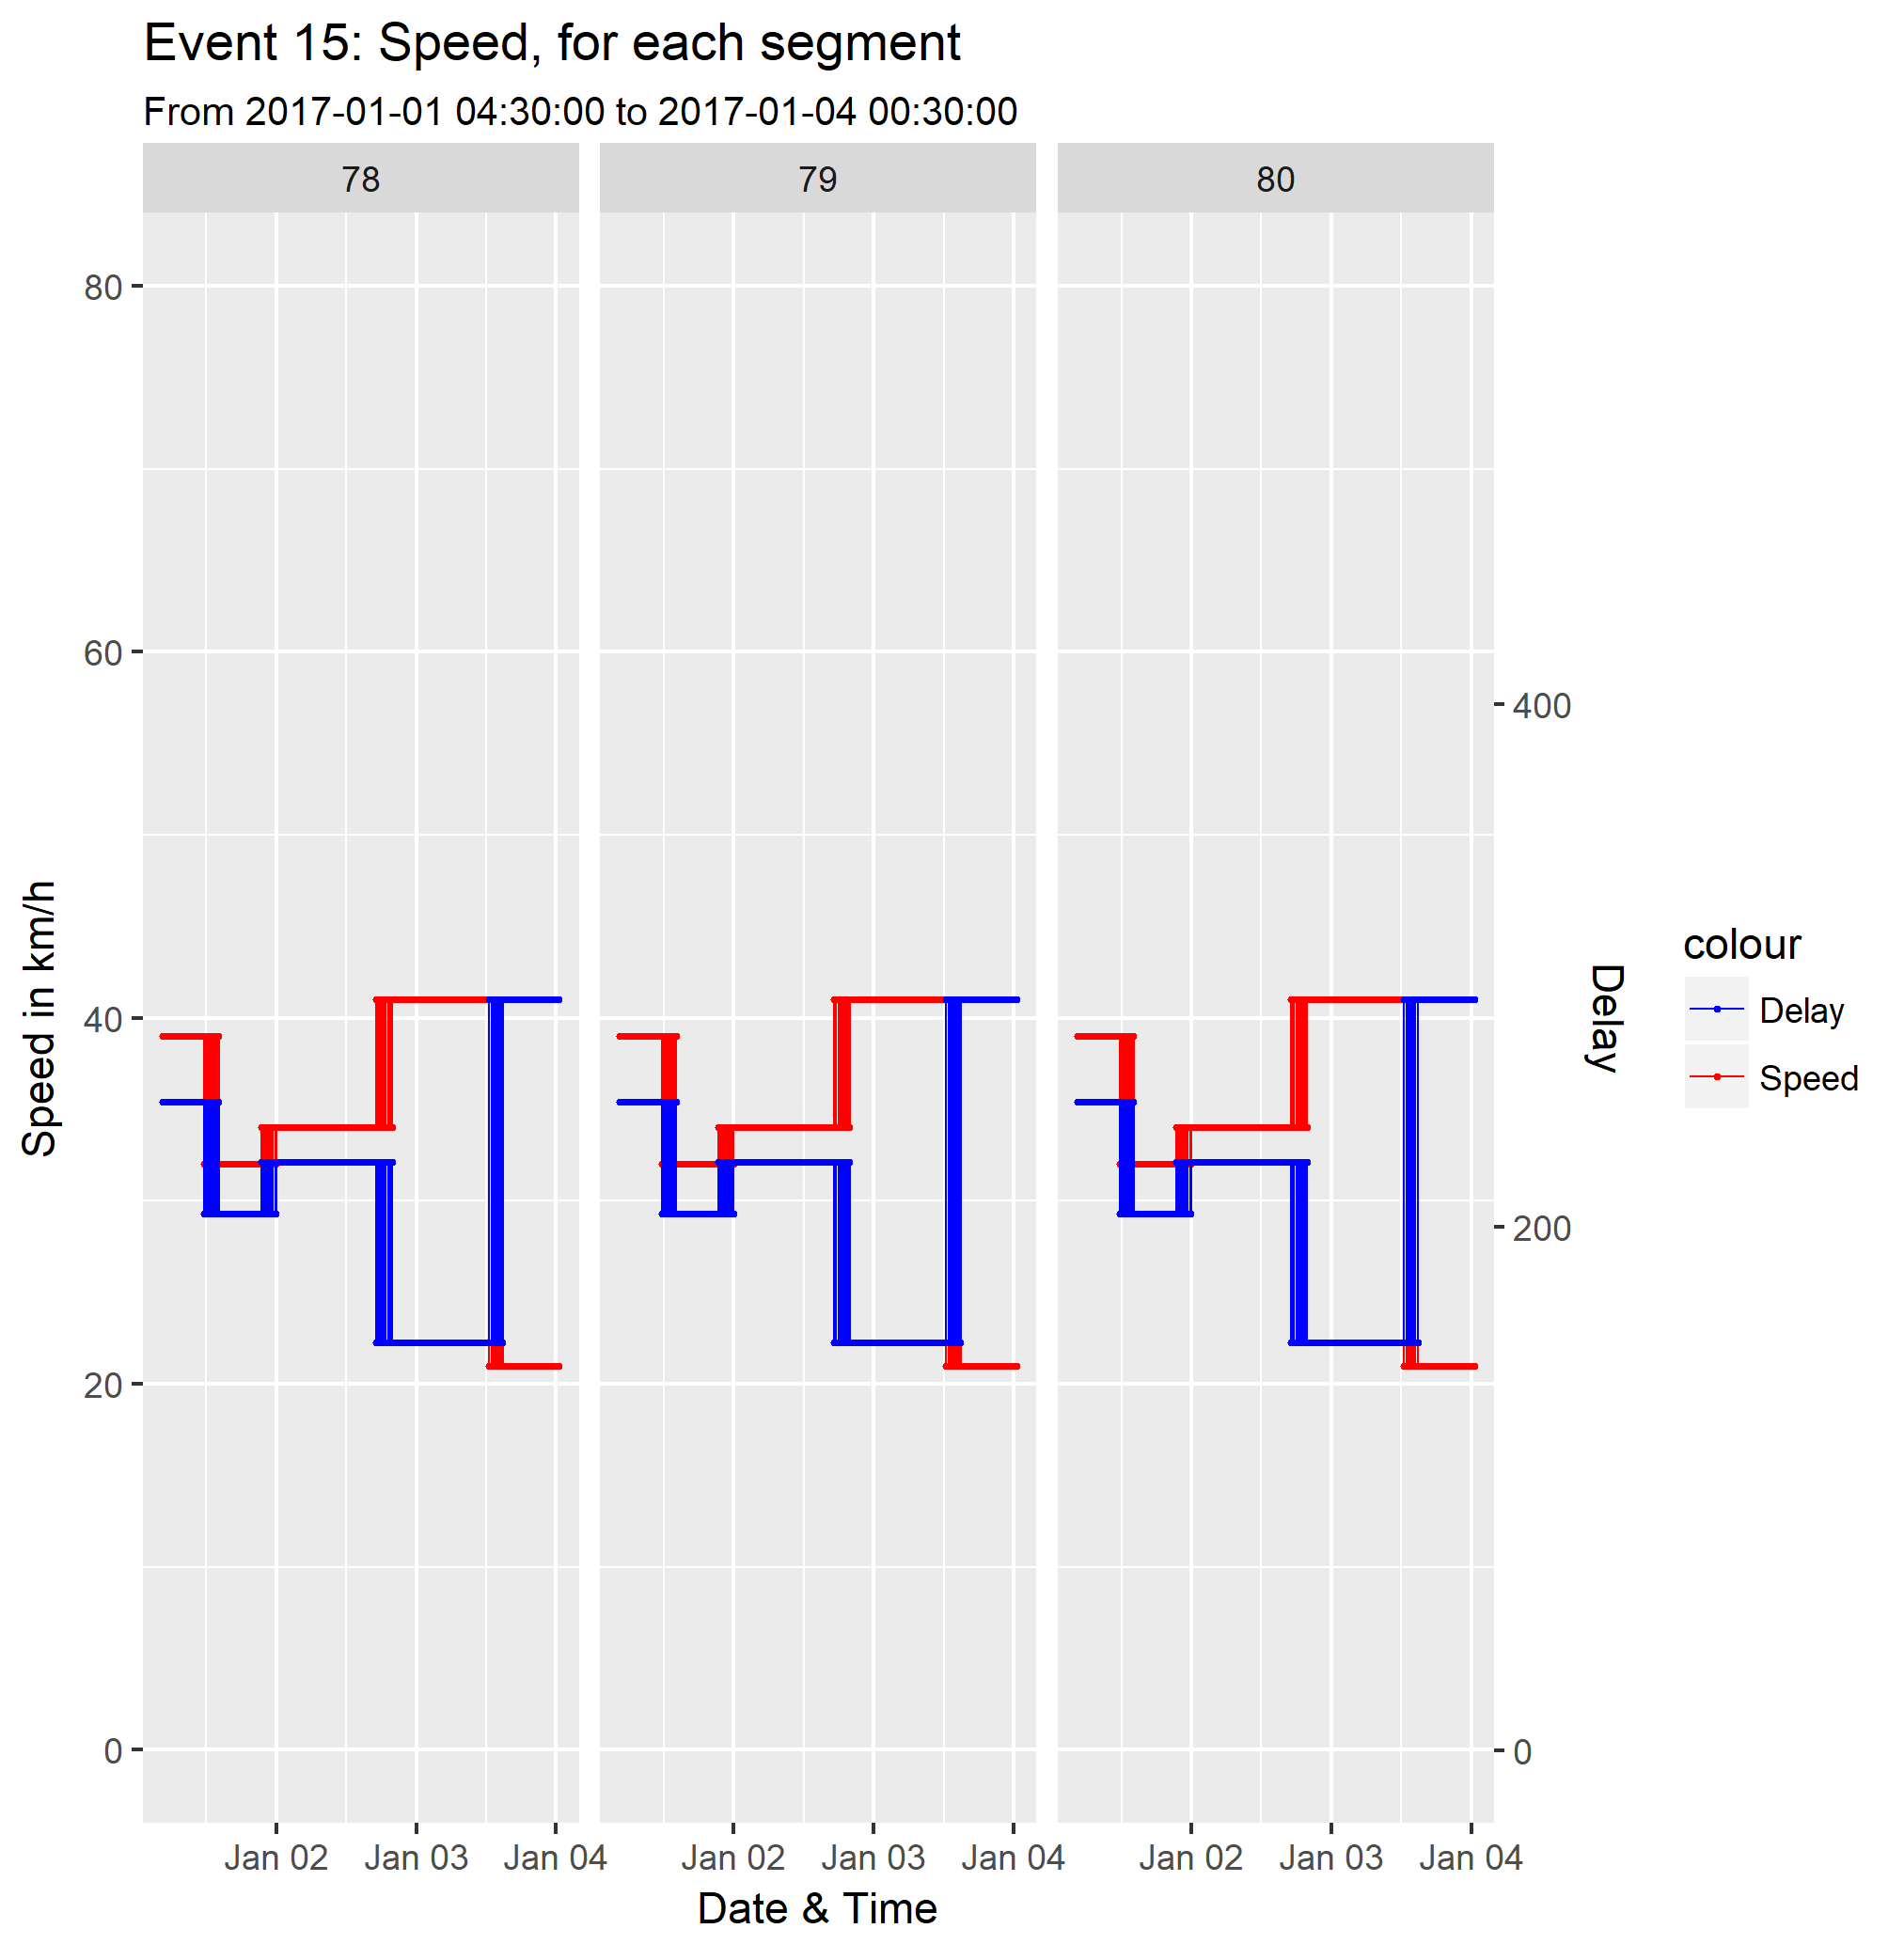 Event 15: Speed, for each segment
From 2017-01-01 04:30:00 to 2017-01-04 00:30:00
78 79 80
80
60
40
20
0
Speed in km/h
400
200
0
Delay
colour
Delay
Speed
Jan 02 Jan 03 Jan 04 Jan 02 Jan 03 Jan 04 Jan 02 Jan 03 Jan 04
Date & Time